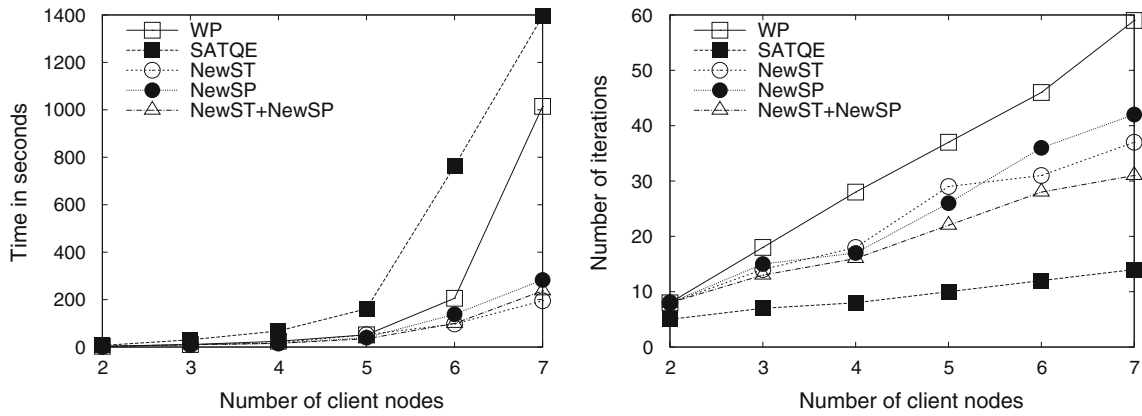 1400
1200
1000
800
600
400
200
0
Time in seconds
WP
SATQE
NewST
NewSP
NewST+NewSP
2 3 4 5 6 7
Number of client nodes
60
50
40
30
20
10
0
Number of iterations
WP
SATQE
NewST
NewSP
NewST+NewSP
2 3 4 5 6 7
Number of client nodes